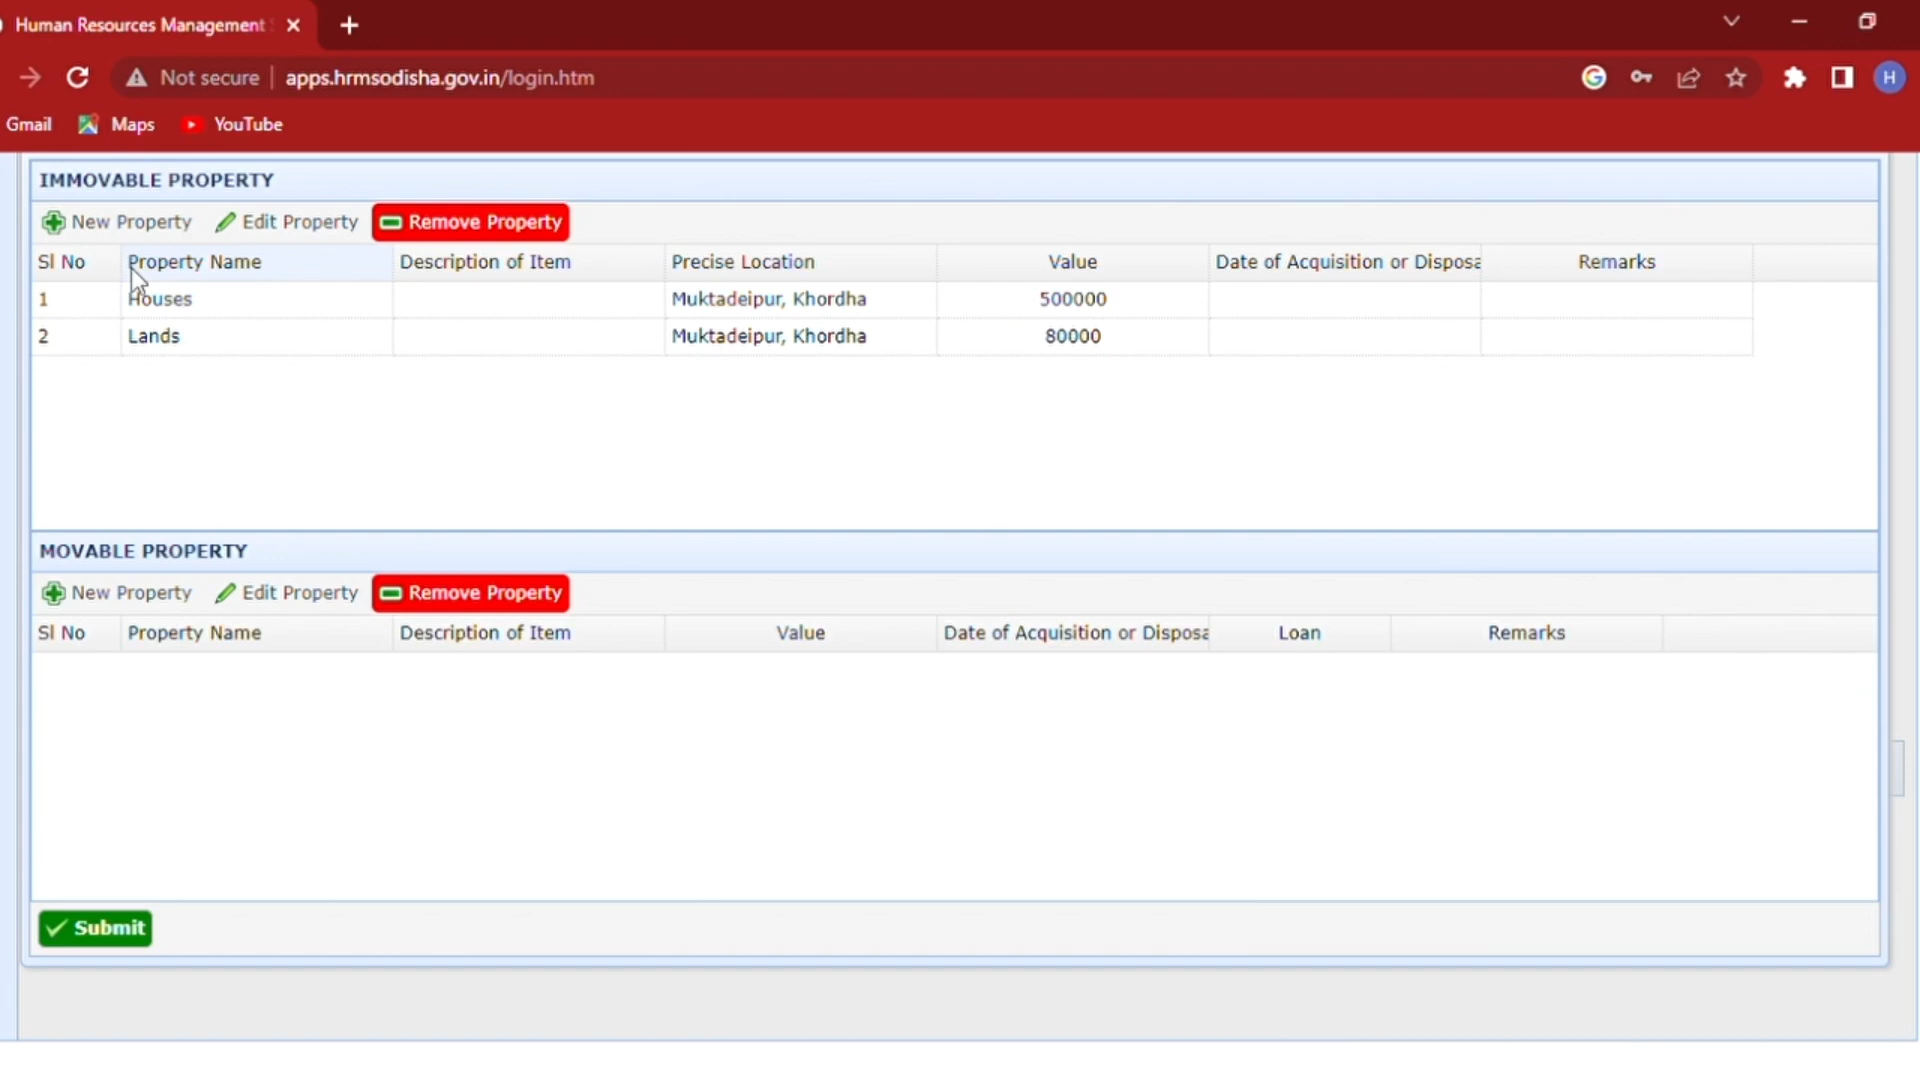 Human Resources Management
Not secure apps.hrmsodisha.gov.in/login.htm
H
Gmail Maps YouTube
IMMOVABLE PROPERTY
New Property Edit Property Remove Property
Sl No Property Name Description of Item Precise Location Value Date of Acquisition or Disposa Remarks
1 Houses Muktadeipur, Khordha 500000
2 Lands Muktadeipur, Khordha 80000
MOVABLE PROPERTY
New Property Edit Property Remove Property
Sl No Property Name Description of Item Value Date of Acquisition or Disposa Loan Remarks
Submit